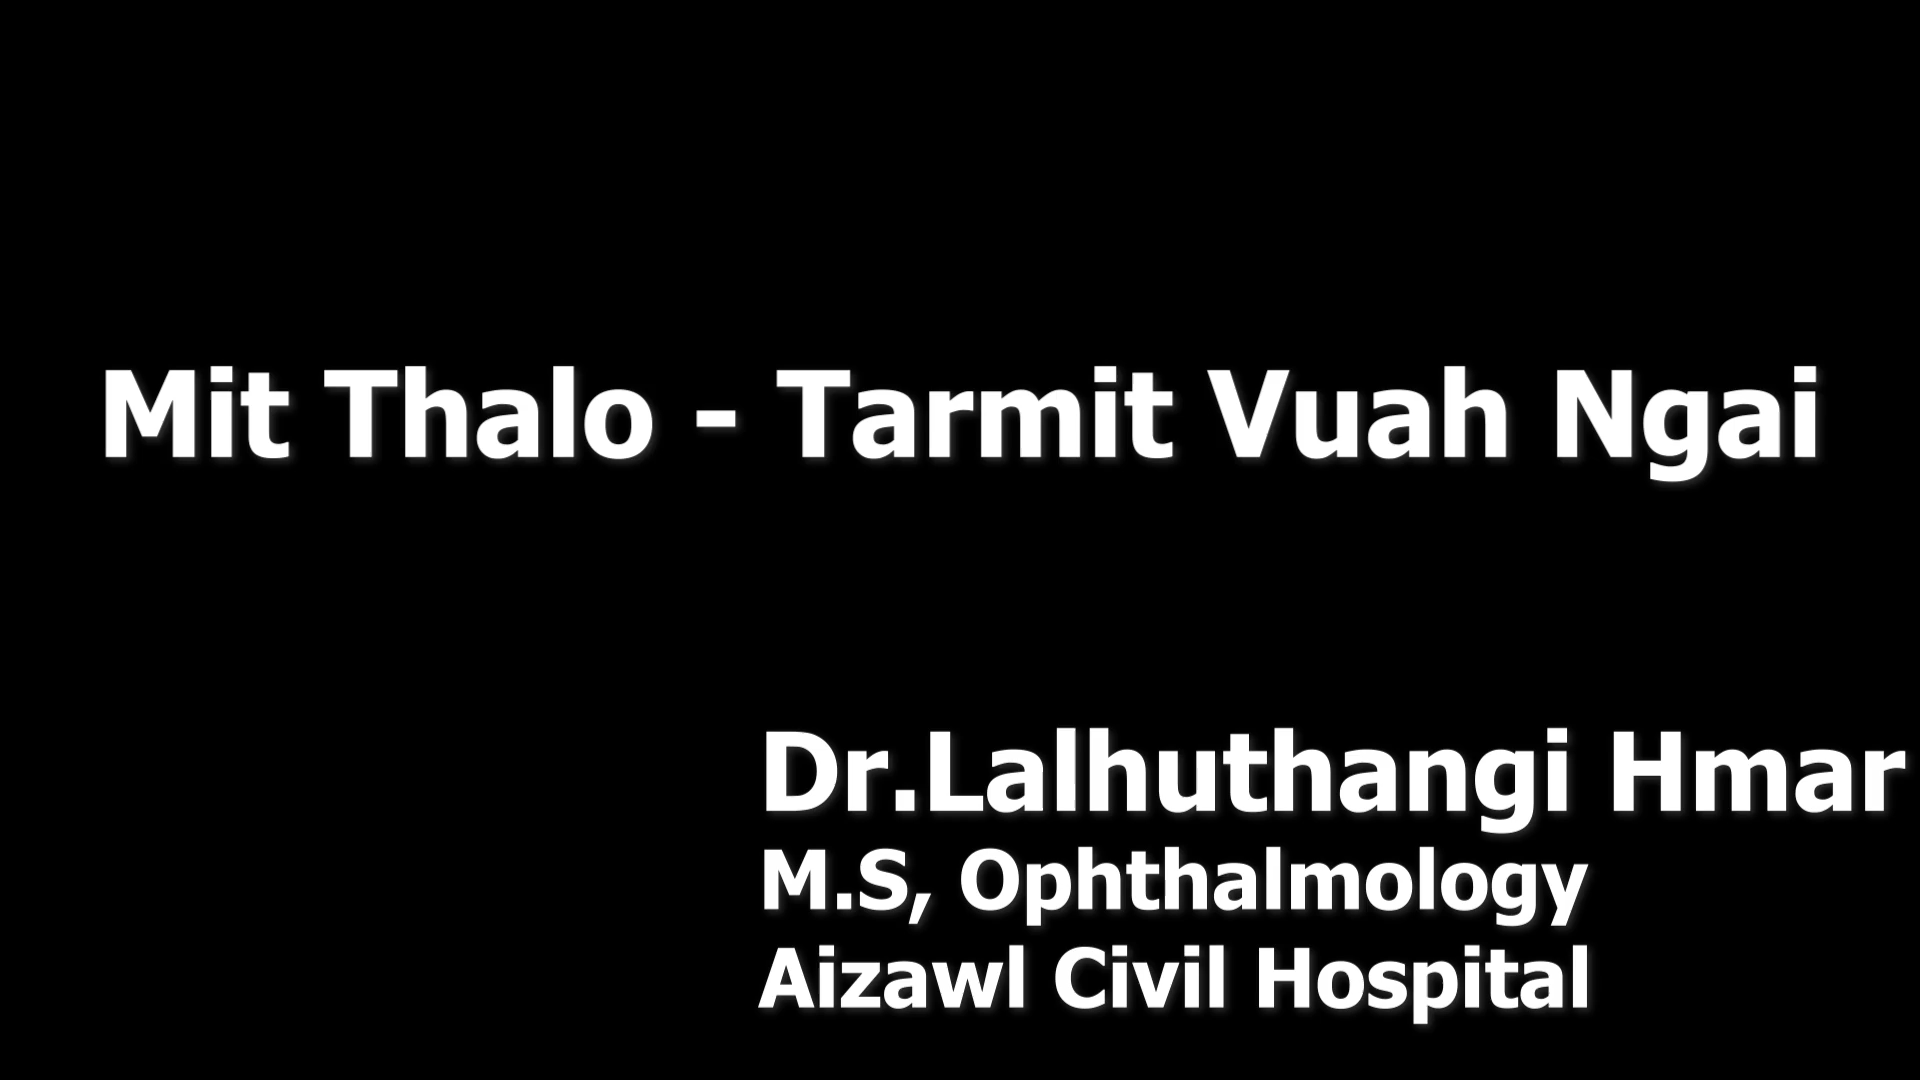 Mit Thalo - Tarmit Vuah Ngai
Dr.Lalhuthangi Hmar
M.S, Ophthalmology
Aizawl Civil Hospital